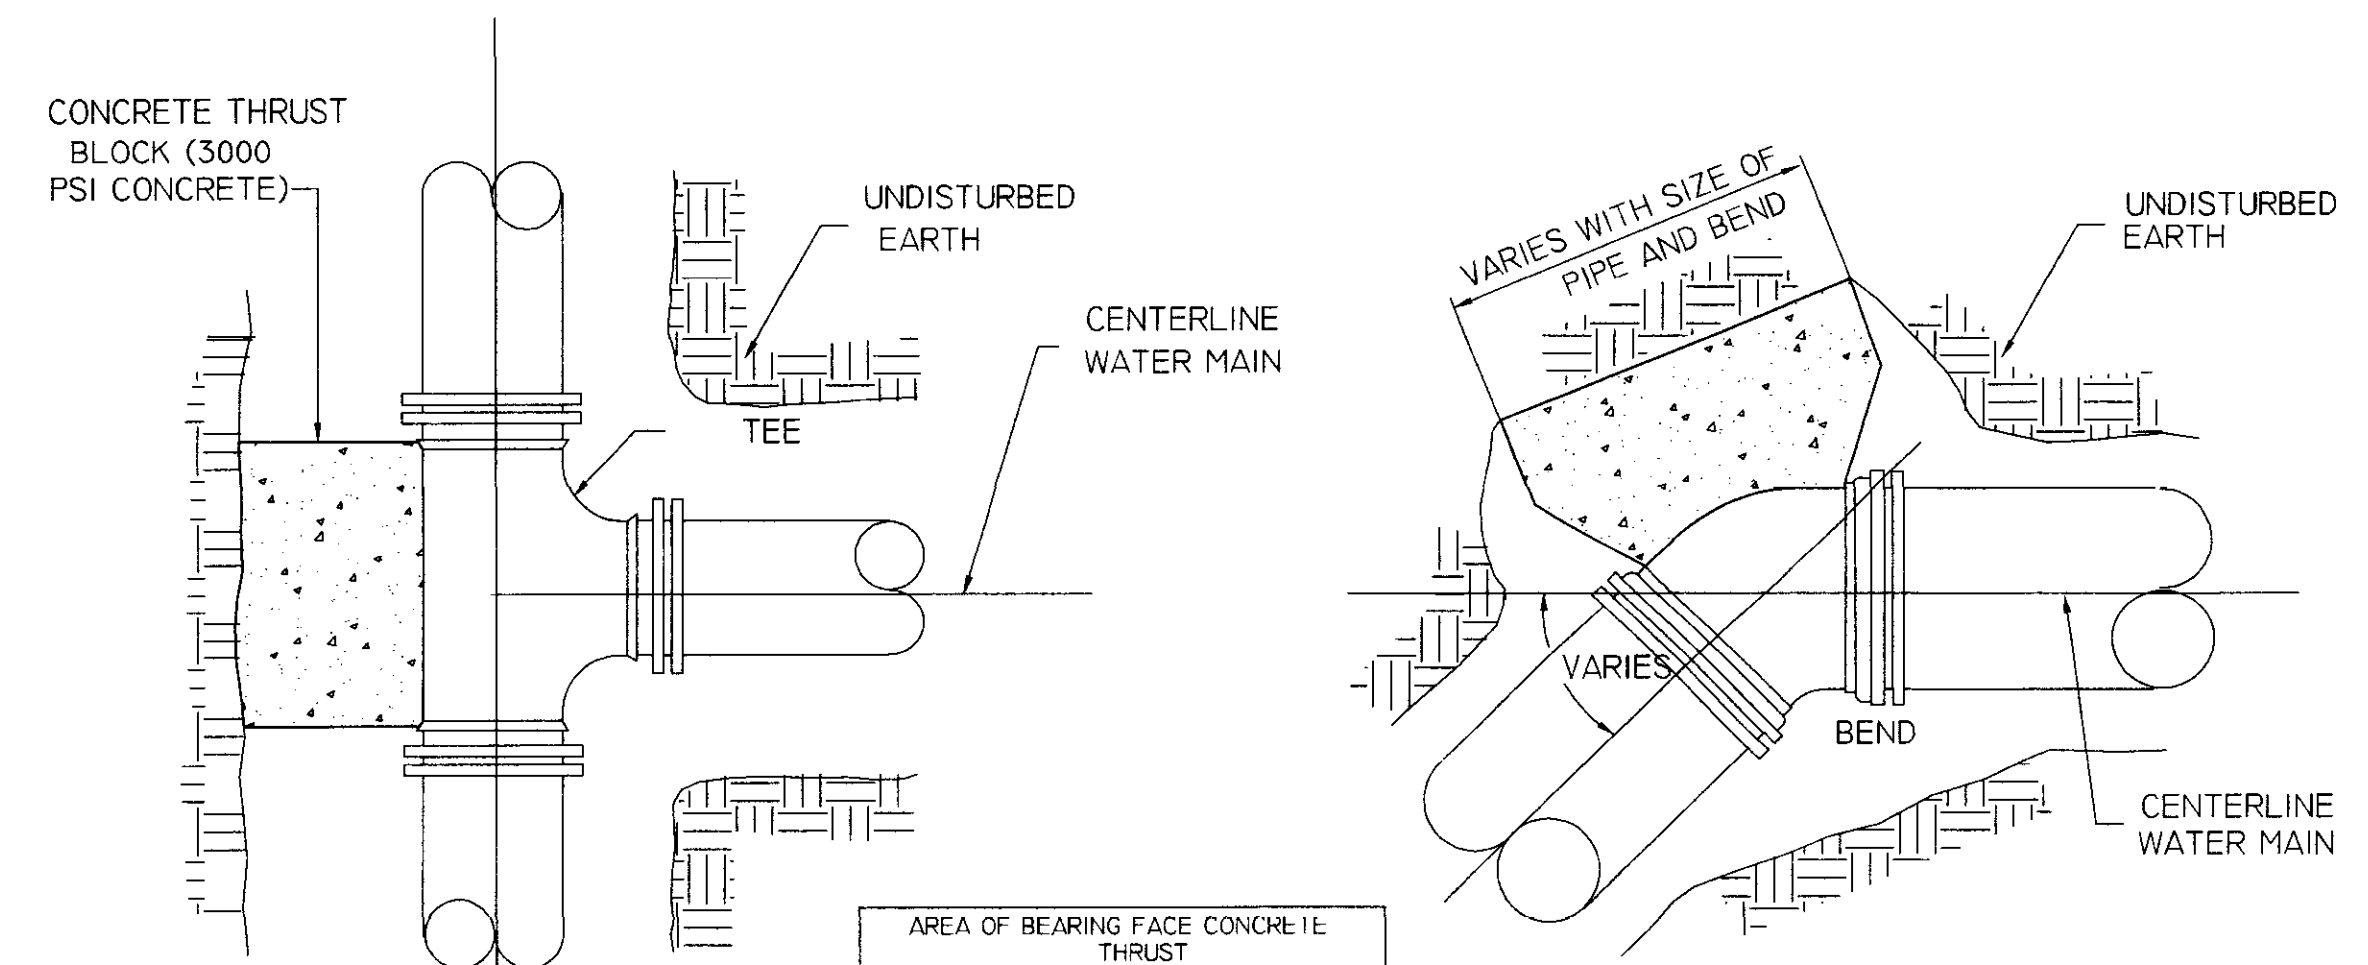 CONCRETE THRUST
BLOCK (3000
PSI CONCRETE)
UNDISTURBED
EARTH
CENTERLINE
WATER MAIN
TEE
VARIES WITH SIZE OF
PIPE AND BEND
UNDISTURBED
EARTH
VARIES
BEND
CENTERLINE
WATER MAIN
AREA OF BEARING FACE CONCRETE
THRUST